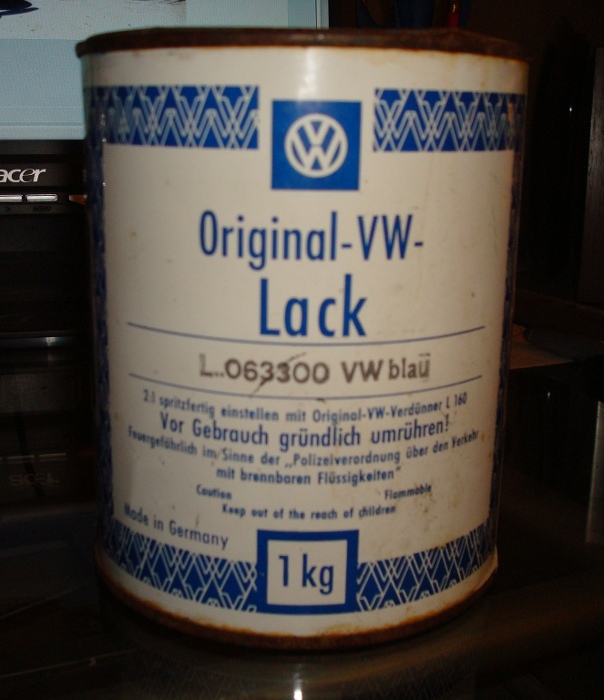 acer
VW
Original-VW-
Lack
L..063300 VW blaü
2:1 spritzfertig einstellen mit Original-VW-Verdünner L 160
Vor Gebrauch gründlich umrühren!
Feuergefährlich im Sinne der „Polizeiverordnung über den Verkehr
mit brennbaren Flüssigkeiten"
Caution Flammable
Keep out of the reach of children
Made in Germany
1 kg